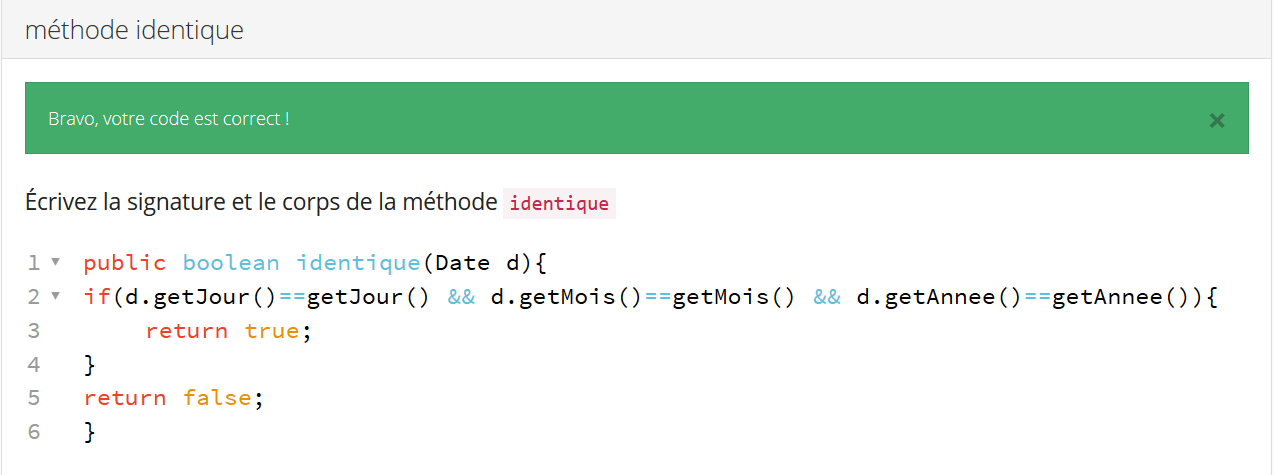 méthode identique
Bravo, votre code est correct !
×
Écrivez la signature et le corps de la méthode identique
1 ▾ public boolean identique(Date d){
2 ▾ if(d.getJour()==getJour() && d.getMois()==getMois() && d.getAnnee()==getAnnee()){
3 return true;
4 }
5 return false;
6 }